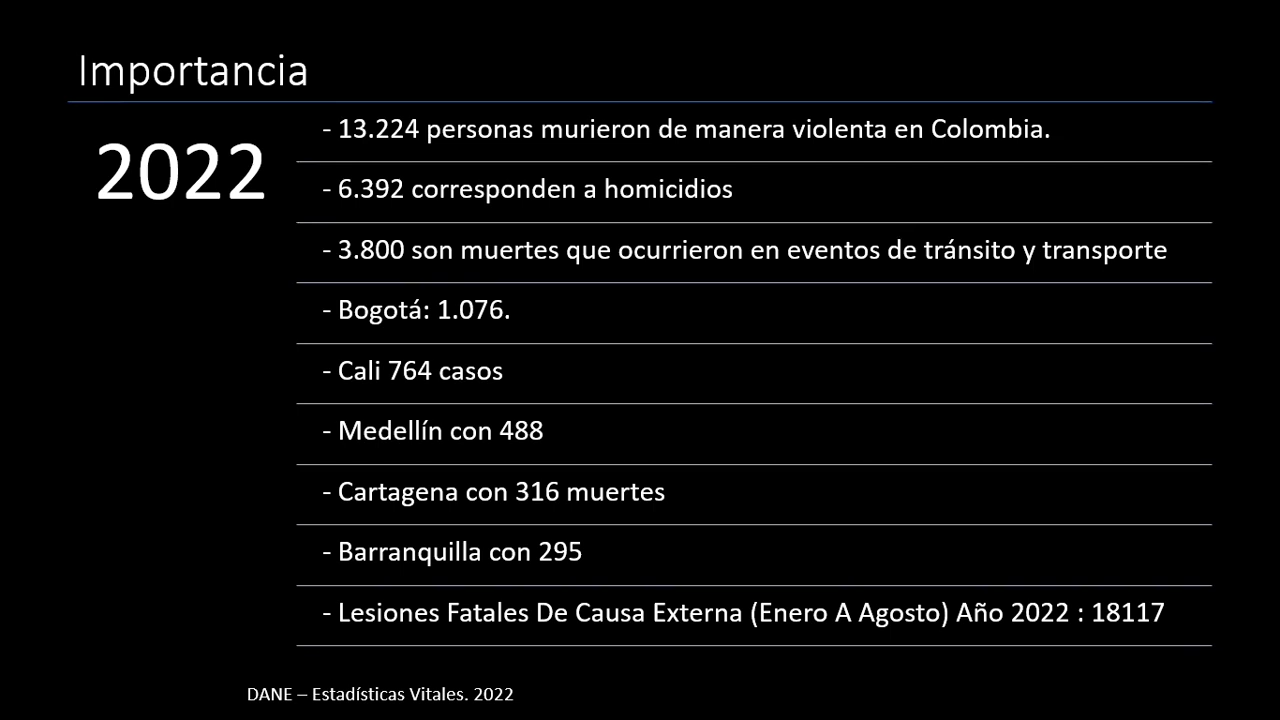 Importancia
2022
- 13.224 personas murieron de manera violenta en Colombia.
- 6.392 corresponden a homicidios
- 3.800 son muertes que ocurrieron en eventos de tránsito y transporte
- Bogotá: 1.076.
- Cali 764 casos
- Medellín con 488
- Cartagena con 316 muertes
- Barranquilla con 295
- Lesiones Fatales De Causa Externa (Enero A Agosto) Año 2022 : 18117
DANE – Estadísticas Vitales. 2022